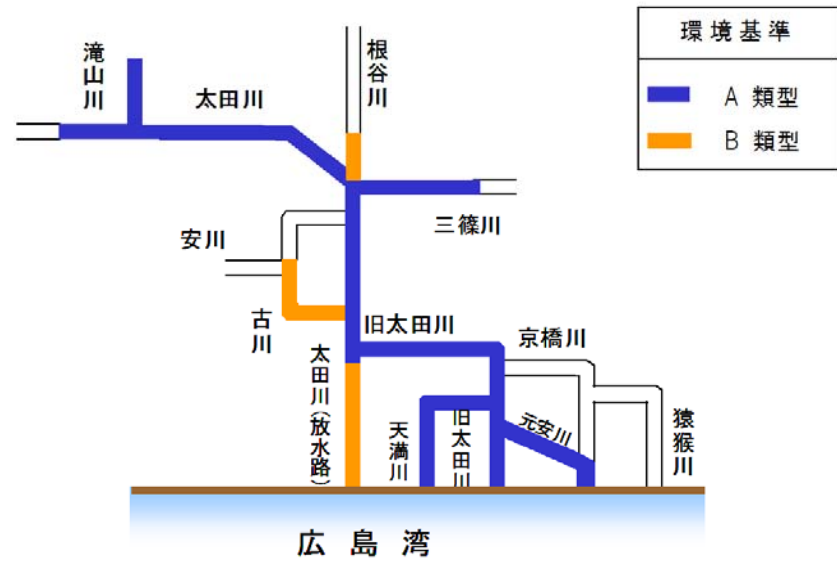 環境基準
A 類型
B 類型
滝山川
太田川
根谷川
三篠川
安川
古川
旧太田川
京橋川
太田川(放水路)
天満川
旧太田川
元安川
猿猴川
広島湾